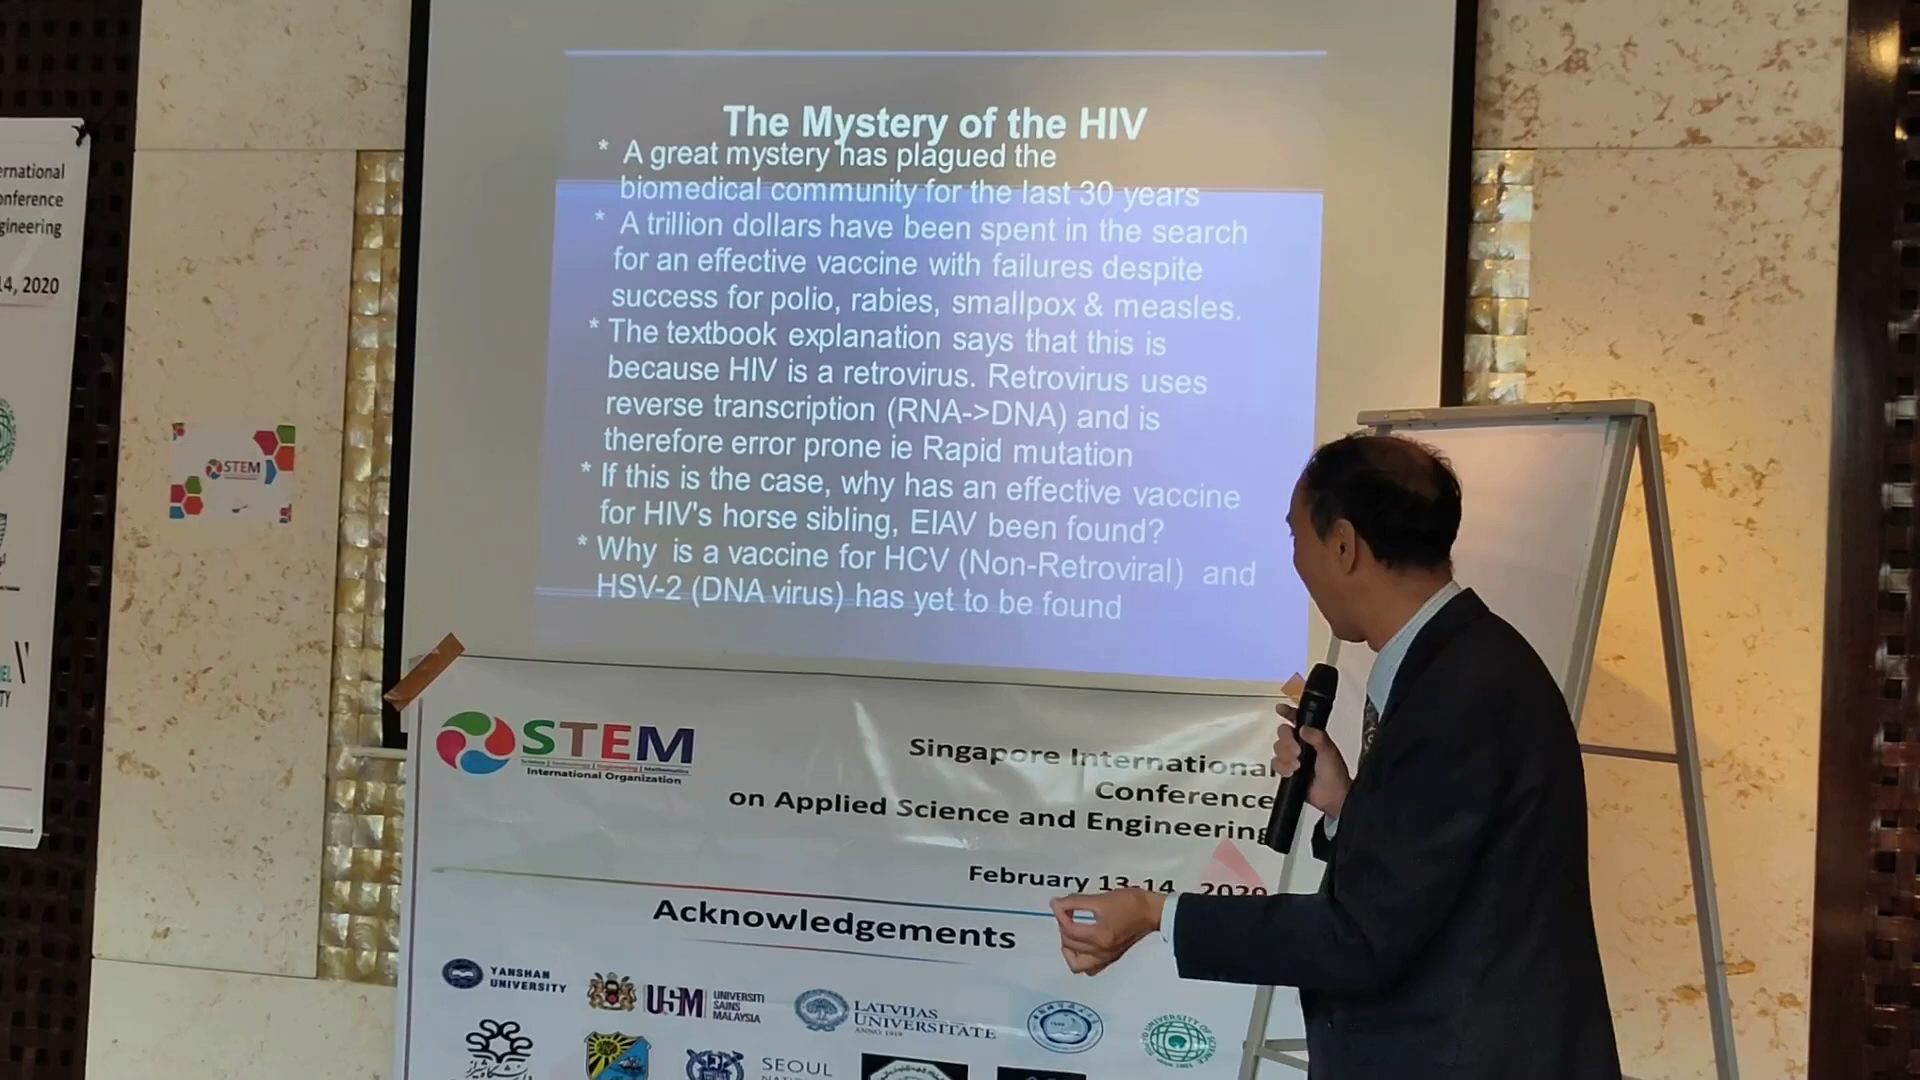 The Mystery of the HIV
* A great mystery has plagued the
biomedical community for the last 30 years
* A trillion dollars have been spent in the search
for an effective vaccine with failures despite
success for polio, rabies, smallpox & measles.
* The textbook explanation says that this is
because HIV is a retrovirus. Retrovirus uses
reverse transcription (RNA->DNA) and is
therefore error prone ie Rapid mutation
* If this is the case, why has an effective vaccine
for HIV's horse sibling, EIAV been found?
* Why is a vaccine for HCV (Non-Retroviral) and
HSV-2 (DNA virus) has yet to be found
ernational
onference
gineering
14, 2020
STEM
STEM
International Organization
Singapore International
Conference
on Applied Science and Engineering
February 13-14, 2020
Acknowledgements
YANSHAN
UNIVERSITY
USM
UNIVERSITI
SAINS
MALAYSIA
LATVIJAS
UNIVERSITATE
ANNO 1919
SEOUL